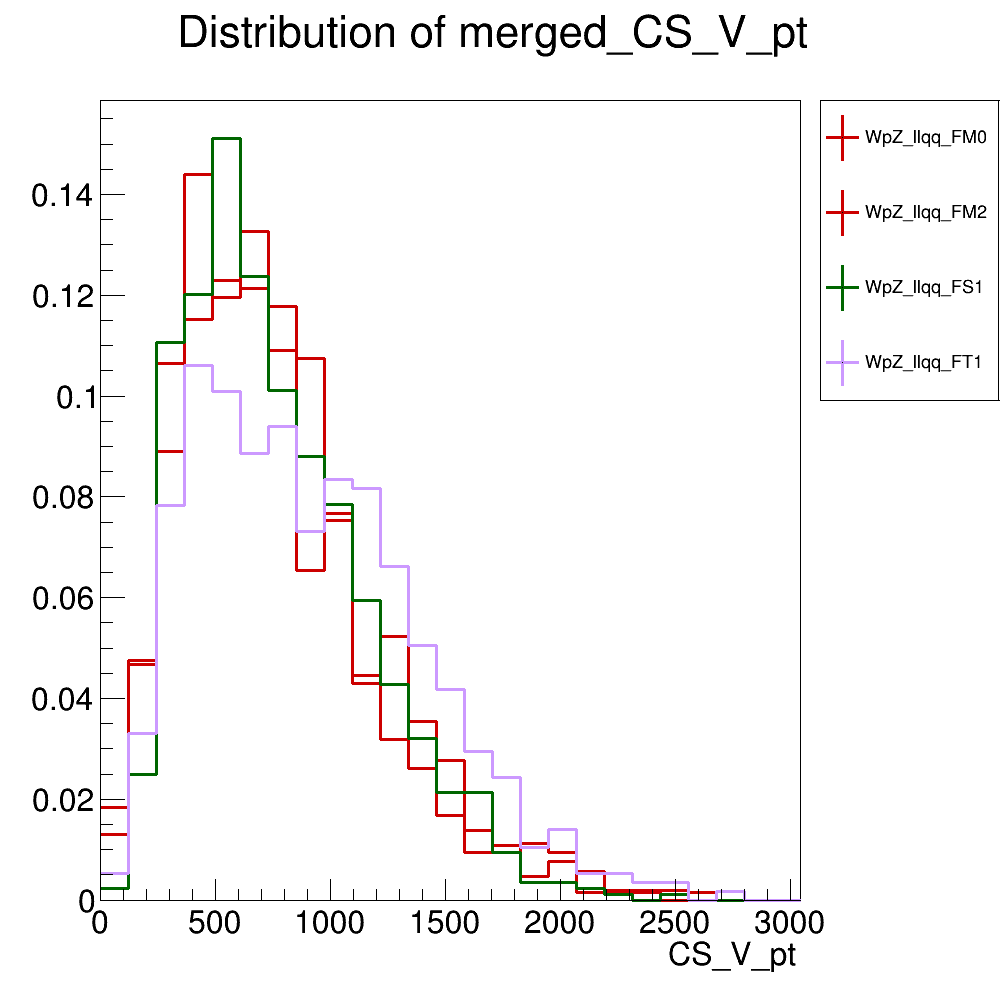 Distribution of merged_CS_V_pt
WpZ_llqq_FM0
WpZ_llqq_FM2
WpZ_llqq_FS1
WpZ_llqq_FT1
0.14
0.12
0.1
0.08
0.06
0.04
0.02
0
0 500 1000 1500 2000 2500 3000
CS_V_pt